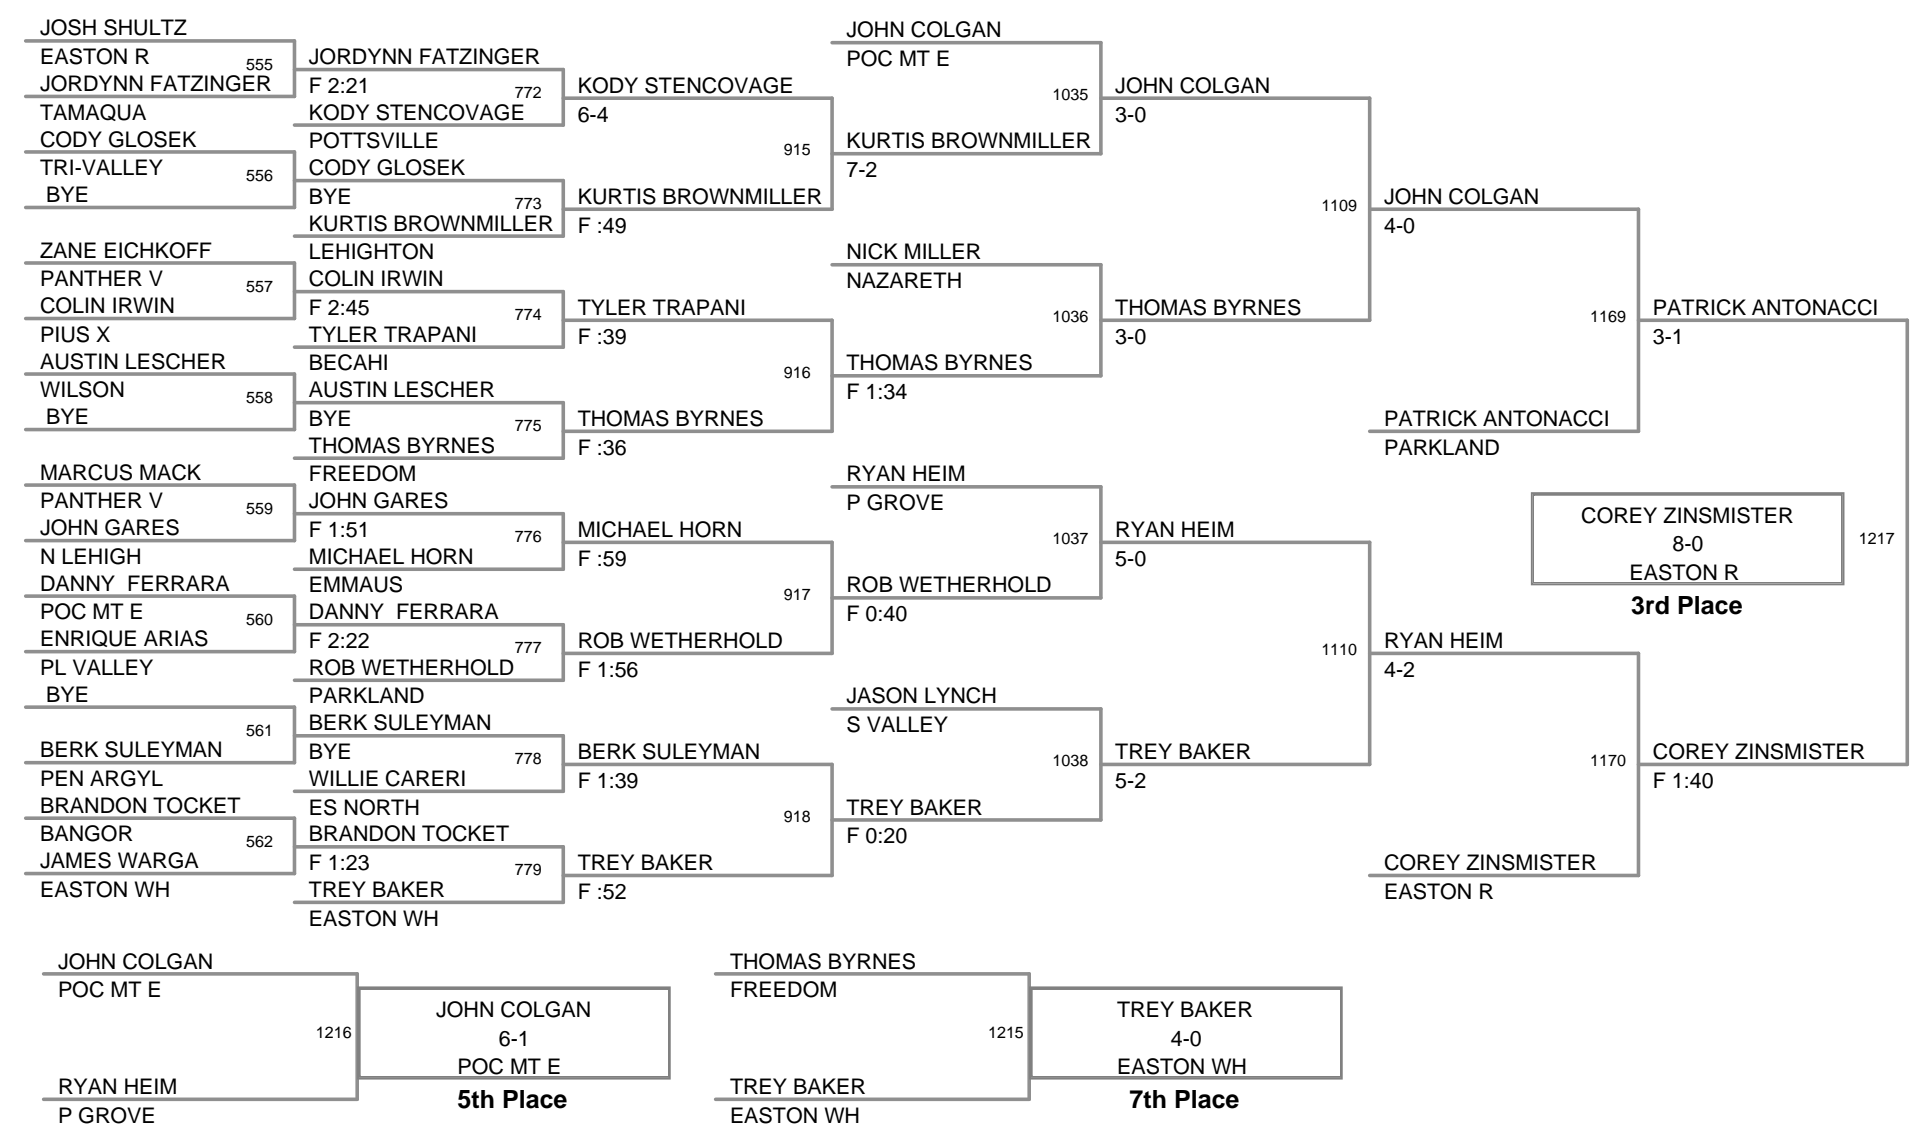 JOSH SHULTZ
EASTON R
555
JORDYNN FATZINGER
TAMAQUA
CODY GLOSEK
TRI-VALLEY
556
BYE
ZANE EICHKOFF
PANTHER V
557
COLIN IRWIN
PIUS X
AUSTIN LESCHER
WILSON
558
BYE
MARCUS MACK
PANTHER V
559
JOHN GARES
N LEHIGH
DANNY  FERRARA
POC MT E
560
ENRIQUE ARIAS
PL VALLEY
BYE
561
BERK SULEYMAN
PEN ARGYL
BRANDON TOCKET
BANGOR
562
JAMES WARGA
EASTON WH
JORDYNN FATZINGER
F 2:21
772
KODY STENCOVAGE
POTTSVILLE
CODY GLOSEK
BYE
773
KURTIS BROWNMILLER
LEHIGHTON
COLIN IRWIN
F 2:45
774
TYLER TRAPANI
BECAHI
AUSTIN LESCHER
BYE
775
THOMAS BYRNES
FREEDOM
JOHN GARES
F 1:51
776
MICHAEL HORN
EMMAUS
DANNY  FERRARA
F 2:22
777
ROB WETHERHOLD
PARKLAND
BERK SULEYMAN
BYE
778
WILLIE CARERI
ES NORTH
BRANDON TOCKET
F 1:23
779
TREY BAKER
EASTON WH
KODY STENCOVAGE
6-4
915
KURTIS BROWNMILLER
F :49
TYLER TRAPANI
F :39
916
THOMAS BYRNES
F :36
MICHAEL HORN
F :59
917
ROB WETHERHOLD
F 1:56
BERK SULEYMAN
F 1:39
918
TREY BAKER
F :52
JOHN COLGAN
POC MT E
1035
KURTIS BROWNMILLER
7-2
NICK MILLER
NAZARETH
1036
THOMAS BYRNES
F 1:34
RYAN HEIM
P GROVE
1037
ROB WETHERHOLD
F 0:40
JASON LYNCH
S VALLEY
1038
TREY BAKER
F 0:20
JOHN COLGAN
3-0
1109
THOMAS BYRNES
3-0
RYAN HEIM
5-0
1110
TREY BAKER
5-2
JOHN COLGAN
4-0
1169
PATRICK ANTONACCI
PARKLAND
RYAN HEIM
4-2
1170
COREY ZINSMISTER
EASTON R
PATRICK ANTONACCI
3-1
1217
COREY ZINSMISTER
F 1:40
COREY ZINSMISTER
8-0
EASTON R
3rd Place
JOHN COLGAN
POC MT E
1216
RYAN HEIM
P GROVE
JOHN COLGAN
6-1
POC MT E
5th Place
THOMAS BYRNES
FREEDOM
1215
TREY BAKER
EASTON WH
TREY BAKER
4-0
EASTON WH
7th Place